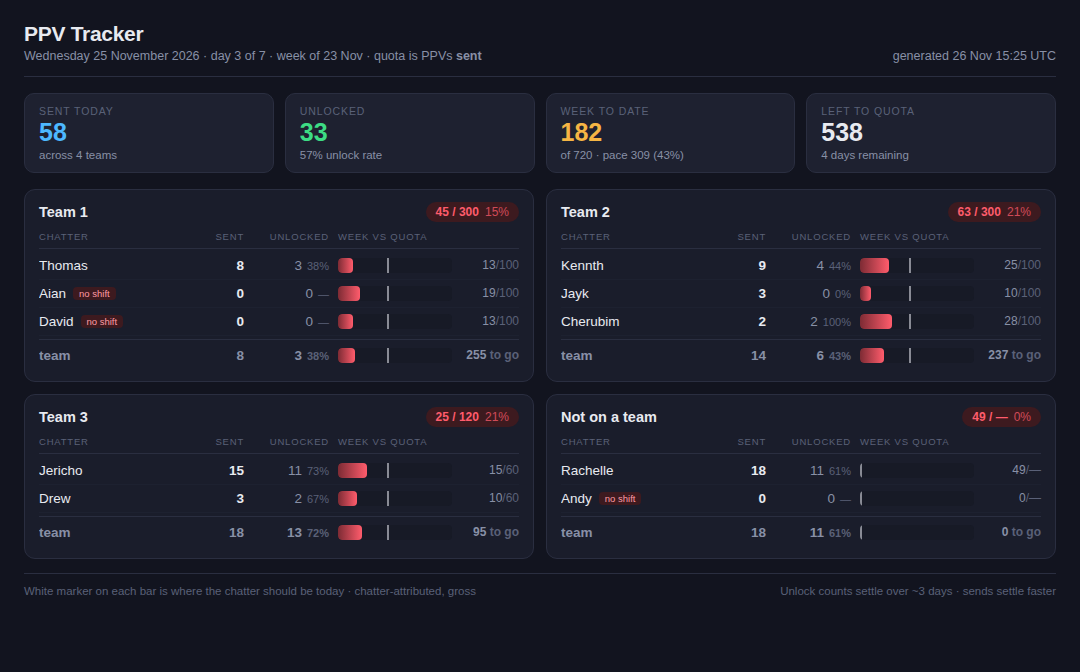 PPV Tracker
Wednesday 25 November 2026 · day 3 of 7 · week of 23 Nov · quota is PPVs sent
generated 26 Nov 15:25 UTC
SENT TODAY
58
across 4 teams
UNLOCKED
33
57% unlock rate
WEEK TO DATE
182
of 720 · pace 309 (43%)
LEFT TO QUOTA
538
4 days remaining
Team 1 45 / 300 15%
CHATTER SENT UNLOCKED WEEK VS QUOTA
Thomas 8 3 38% 13/100
Aian no shift 0 0 — 19/100
David no shift 0 0 — 13/100
team 8 3 38% 255 to go
Team 2 63 / 300 21%
CHATTER SENT UNLOCKED WEEK VS QUOTA
Kennth 9 4 44% 25/100
Jayk 3 0 0% 10/100
Cherubim 2 2 100% 28/100
team 14 6 43% 237 to go
Team 3 25 / 120 21%
CHATTER SENT UNLOCKED WEEK VS QUOTA
Jericho 15 11 73% 15/60
Drew 3 2 67% 10/60
team 18 13 72% 95 to go
Not on a team 49 / — 0%
CHATTER SENT UNLOCKED WEEK VS QUOTA
Rachelle 18 11 61% 49/—
Andy no shift 0 0 — 0/—
team 18 11 61% 0 to go
White marker on each bar is where the chatter should be today · chatter-attributed, gross
Unlock counts settle over ~3 days · sends settle faster